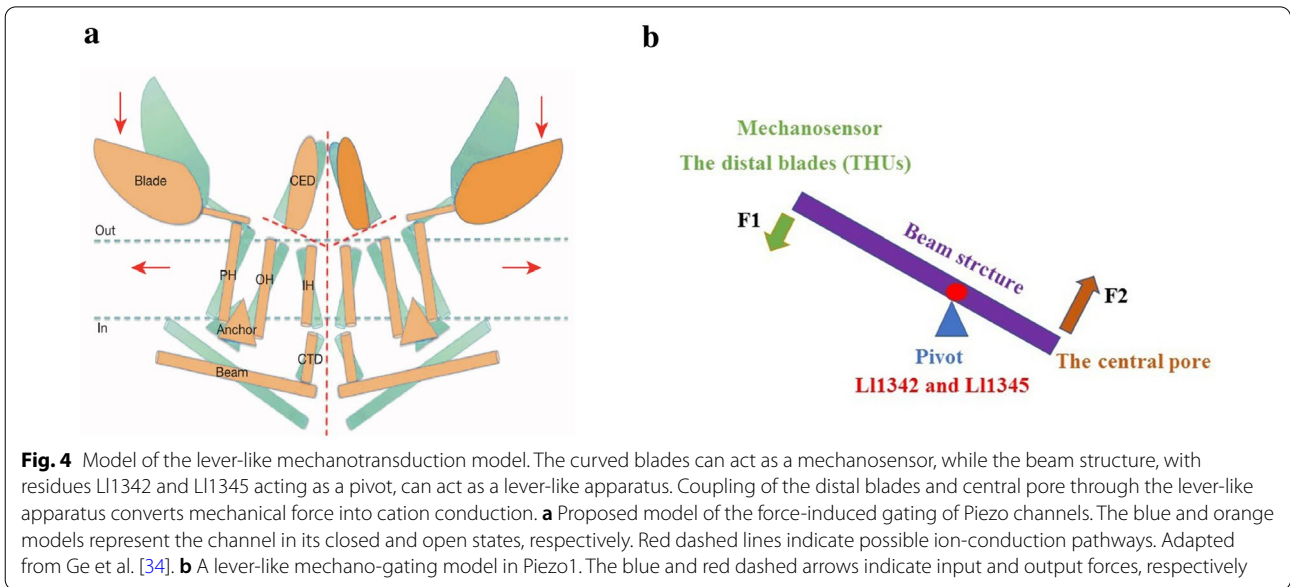 a
Blade
CED
Out
PH
OH
IH
In
Anchor
CTD
Beam
b
Mechanosensor
The distal blades (THUs)
F1
Beam strcture
F2
Pivot
The central pore
Ll1342 and Ll1345
Fig. 4 Model of the lever-like mechanotransduction model. The curved blades can act as a mechanosensor, while the beam structure, with
residues Ll1342 and Ll1345 acting as a pivot, can act as a lever-like apparatus. Coupling of the distal blades and central pore through the lever-like
apparatus converts mechanical force into cation conduction. a Proposed model of the force-induced gating of Piezo channels. The blue and orange
models represent the channel in its closed and open states, respectively. Red dashed lines indicate possible ion-conduction pathways. Adapted
from Ge et al. [34]. b A lever-like mechano-gating model in Piezo1. The blue and red dashed arrows indicate input and output forces, respectively